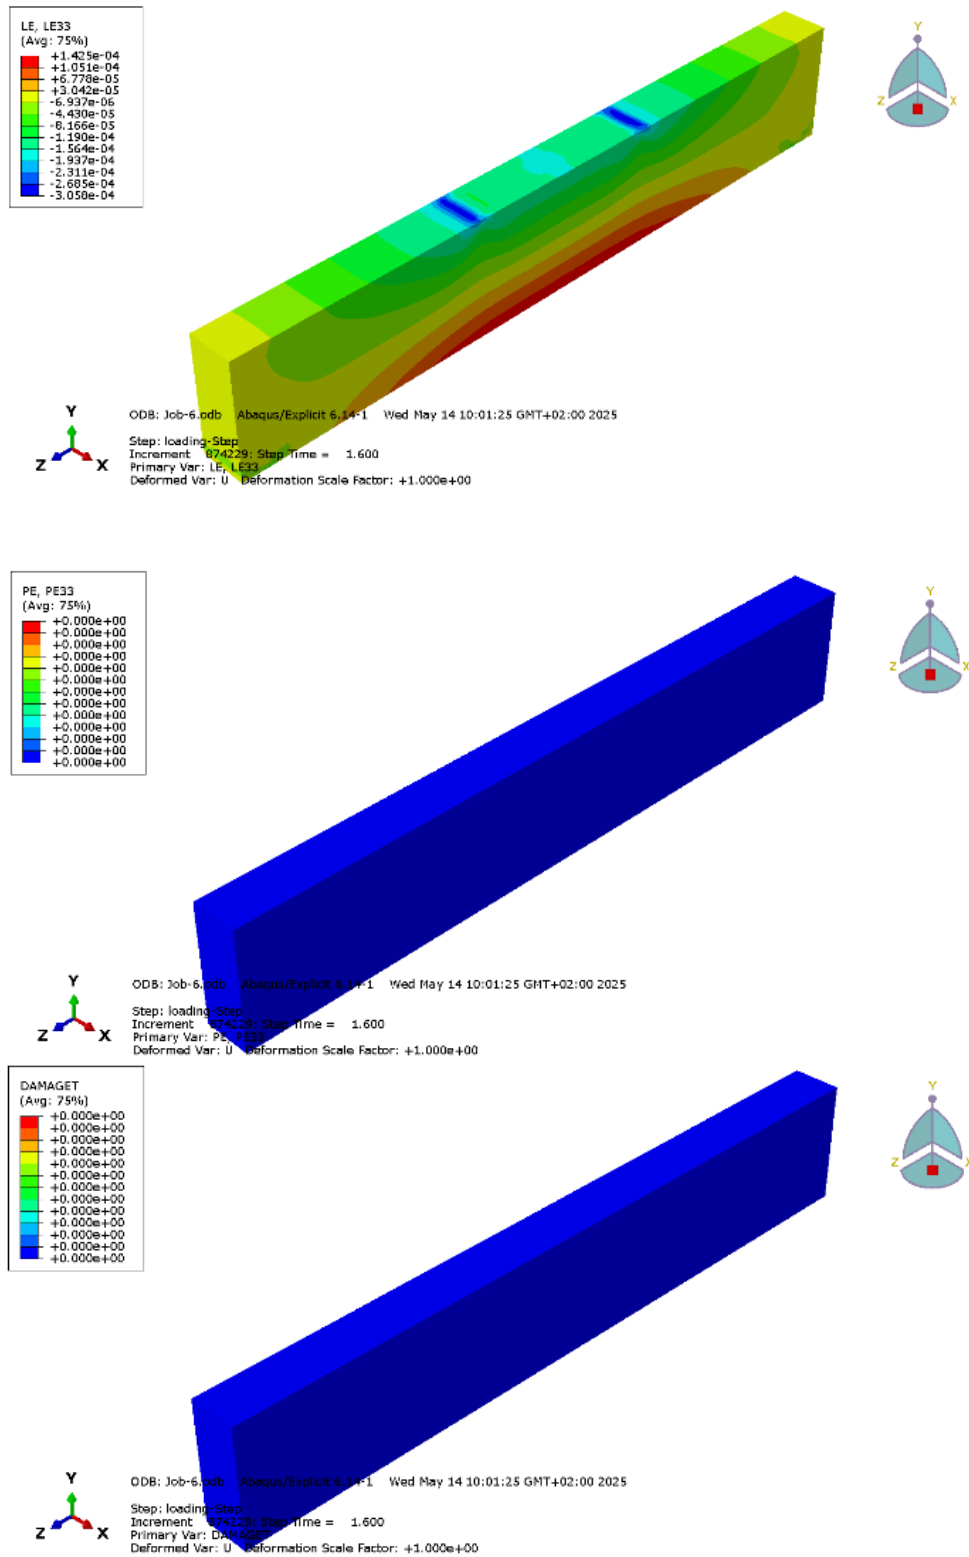 LE, LE33
(Avg: 75%)
+1.425e-04
+1.051e-04
+6.778e-05
+3.042e-05
-6.937e-06
-4.430e-05
-8.166e-05
-1.190e-04
-1.564e-04
-1.937e-04
-2.311e-04
-2.685e-04
-3.058e-04
Y
Z X
Y
Z X
ODB: Job-6.odb Abaqus/Explicit 6.14-1 Wed May 14 10:01:25 GMT+02:00 2025
Step: loading-Step
Increment 874229: Step Time = 1.600
Primary Var: LE, LE33
Deformed Var: U Deformation Scale Factor: +1.000e+00
PE, PE33
(Avg: 75%)
+0.000e+00
+0.000e+00
+0.000e+00
+0.000e+00
+0.000e+00
+0.000e+00
+0.000e+00
+0.000e+00
+0.000e+00
+0.000e+00
+0.000e+00
+0.000e+00
+0.000e+00
Y
Z X
Y
Z X
ODB: Job-6.odb Abaqus/Explicit 6.14-1 Wed May 14 10:01:25 GMT+02:00 2025
Step: loading-Step
Increment 874229: Step Time = 1.600
Primary Var: PE, PE33
Deformed Var: U Deformation Scale Factor: +1.000e+00
DAMAGET
(Avg: 75%)
+0.000e+00
+0.000e+00
+0.000e+00
+0.000e+00
+0.000e+00
+0.000e+00
+0.000e+00
+0.000e+00
+0.000e+00
+0.000e+00
+0.000e+00
+0.000e+00
+0.000e+00
Y
Z X
Y
Z X
ODB: Job-6.odb Abaqus/Explicit 6.14-1 Wed May 14 10:01:25 GMT+02:00 2025
Step: loading-Step
Increment 874229: Step Time = 1.600
Primary Var: DAMAGET
Deformed Var: U Deformation Scale Factor: +1.000e+00